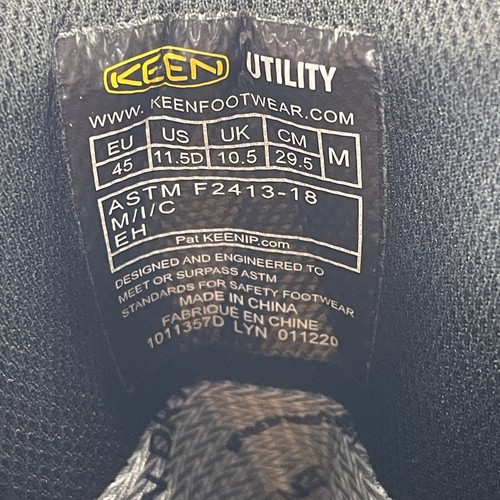 KEEN UTILITY
WWW. KEENFOOTWEAR.COM
EU US UK CM M
45 11.5D 10.5 29.5
ASTM F2413-18
M/I/C
EH
Pat KEENIP.com
DESIGNED AND ENGINEERED TO
MEET OR SURPASS ASTM
STANDARDS FOR SAFETY FOOTWEAR
MADE IN CHINA
FABRIQUÉ EN CHINE
1011357D LYN 011220